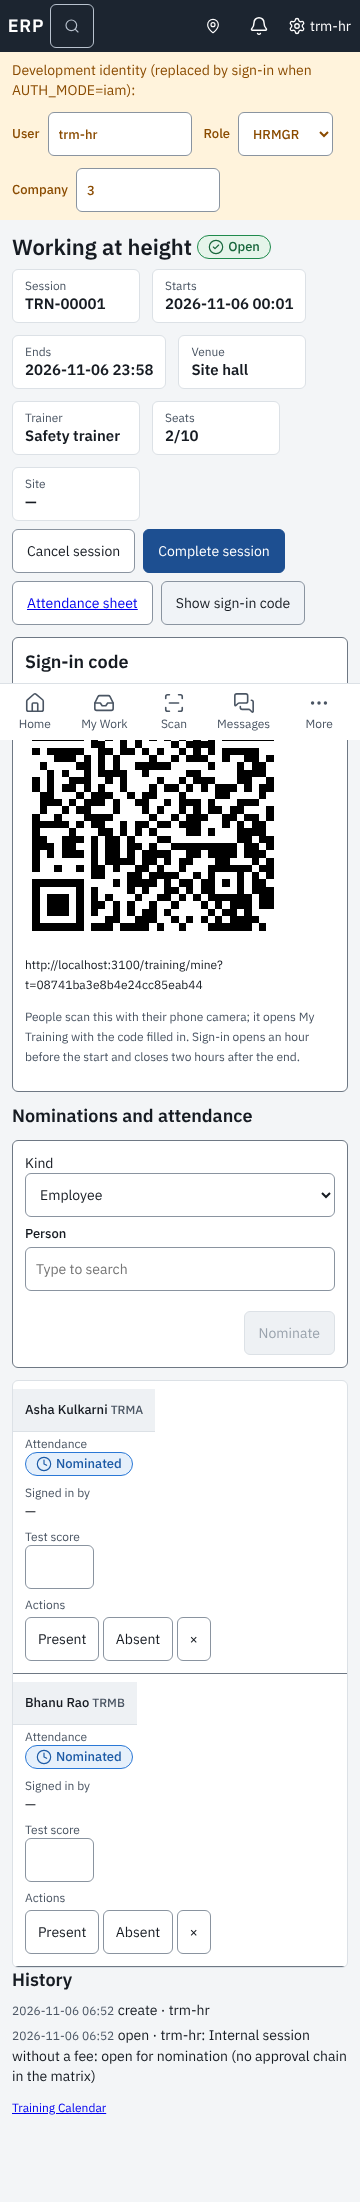 ERP
trm-hr
Development identity (replaced by sign-in when
AUTH_MODE=iam):
User trm-hr Role HRMGR
Company 3
Working at height Open
Session
TRN-00001
Starts
2026-11-06 00:01
Ends
2026-11-06 23:58
Venue
Site hall
Trainer
Safety trainer
Seats
2/10
Site
—
Cancel session Complete session
Attendance sheet Show sign-in code
Sign-in code
Home My Work Scan Messages More
http://localhost:3100/training/mine?
t=08741ba3e8b4e24cc85eab44
People scan this with their phone camera; it opens My
Training with the code filled in. Sign-in opens an hour
before the start and closes two hours after the end.
Nominations and attendance
Kind
Employee
Person
Type to search
Nominate
Asha Kulkarni TRMA
Attendance
Nominated
Signed in by
—
Test score
Actions
Present Absent ×
Bhanu Rao TRMB
Attendance
Nominated
Signed in by
—
Test score
Actions
Present Absent ×
History
2026-11-06 06:52 create · trm-hr
2026-11-06 06:52 open · trm-hr: Internal session
without a fee: open for nomination (no approval chain
in the matrix)
Training Calendar